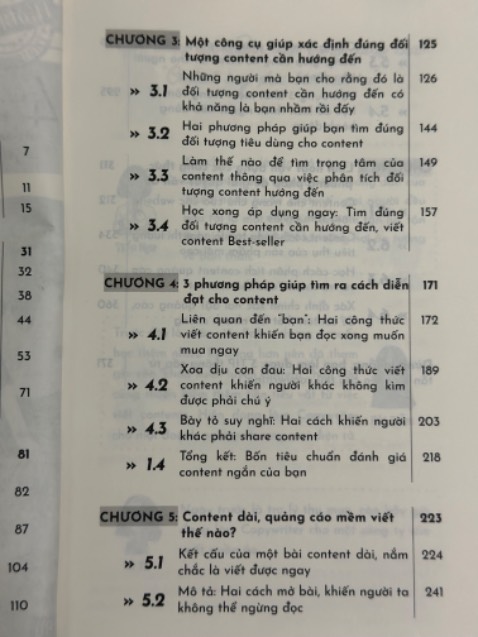 7
11
15
31
32
38
44
53
71
81
82
87
104
110
CHƯƠNG 3: Một công cụ giúp xác định đúng đối 125
tượng content cần hướng đến
Những người mà bạn cho rằng đó là 126
» 3.1 đối tượng content cần hướng đến có
khả năng là bạn nhầm rồi đấy
» 3.2 Hai phương pháp giúp bạn tìm đúng 144
đối tượng tiêu dùng cho content
Làm thế nào để tìm trọng tâm của 149
» 3.3 content thông qua việc phân tích đối
tượng content hướng đến
Học xong áp dụng ngay: Tìm đúng 157
» 3.4 đối tượng content cần hướng đến, viết
content Best-seller
CHƯƠNG 4: 3 phương pháp giúp tìm ra cách diễn 171
đạt cho content
Liên quan đến "bạn": Hai công thức 172
» 4.1 viết content khiến bạn đọc xong muốn
mua ngay
Xoa dịu cơn đau: Hai công thức viết 189
» 4.2 content khiến người khác không kìm
được phải chú ý
» 4.3 Bày tỏ suy nghĩ: Hai cách khiến người 203
khác phải share content
» 1.4 Tổng kết: Bốn tiêu chuẩn đánh giá 218
content ngắn của bạn
CHƯƠNG 5: Content dài, quảng cáo mềm viết 223
thế nào?
» 5.1 Kết cấu của một bài content dài, nắm 224
chắc là viết được ngay
» 5.2 Mô tả: Hai cách mở bài, khiến người ta 241
không thể ngừng đọc